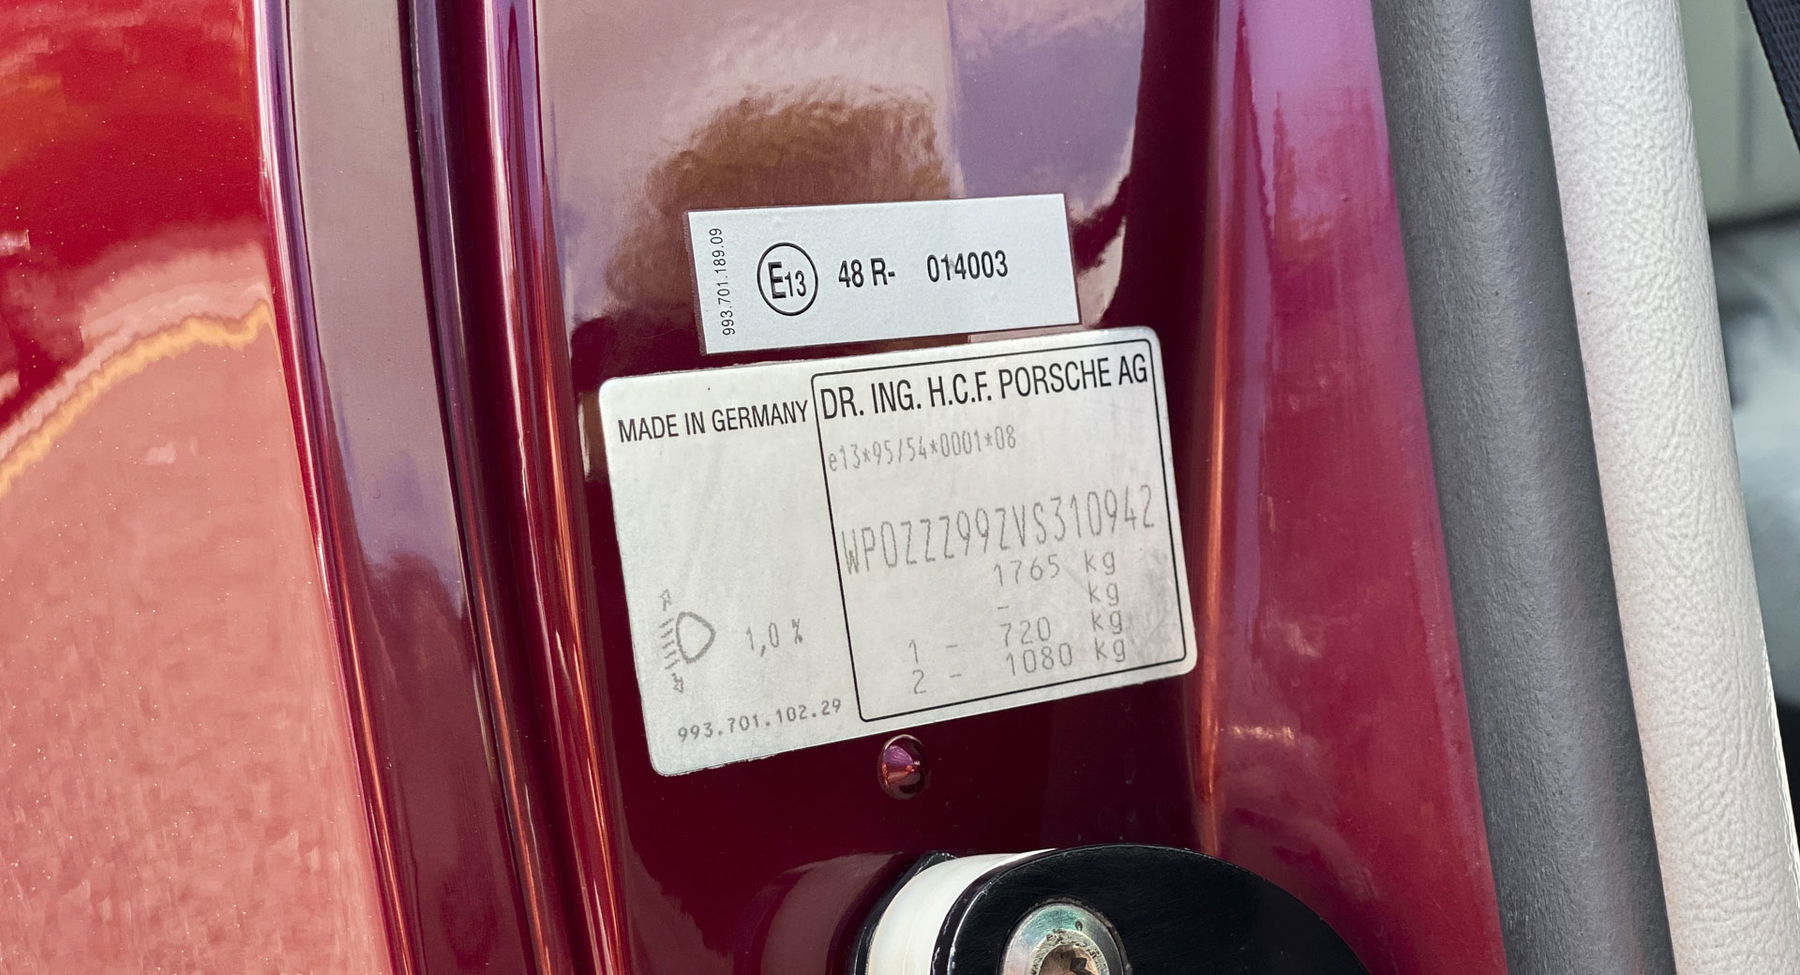 993.701.189.09
E13 48 R- 014003
MADE IN GERMANY
DR. ING. H.C.F. PORSCHE AG
e13*95/54*0001*08
WP0ZZZ99ZVS310942
1765 kg
- kg
1 - 720 kg
2 - 1080 kg
1,0 %
993.701.102.29